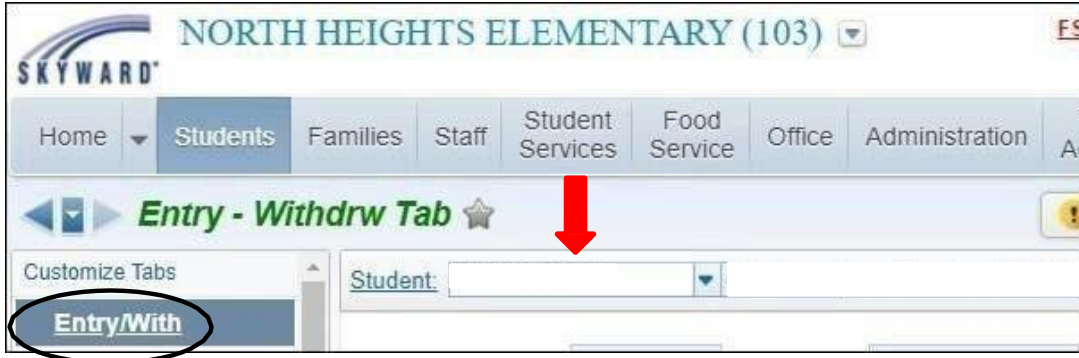 NORTH HEIGHTS ELEMENTARY (103)
FS
SKYWARD
Home Students Families Staff Student Services Food Service Office Administration A
Entry - Withdrw Tab
Customize Tabs
Student:
Entry/With